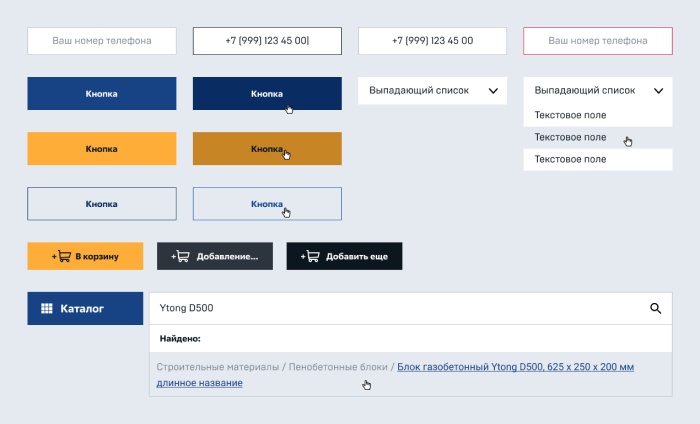 Ваш номер телефона
+7 (999) 123 45 00|
+7 (999) 123 45 00
Ваш номер телефона
Кнопка
Кнопка
Выпадающий список
Выпадающий список
Текстовое поле
Текстовое поле
Текстовое поле
Кнопка
Кнопка
Кнопка
Кнопка
+ В корзину
+ Добавление...
+ Добавить еще
Каталог
Ytong D500
Найдено:
Строительные материалы / Пенобетонные блоки / Блок газобетонный Ytong D500, 625 x 250 x 200 мм
длинное название